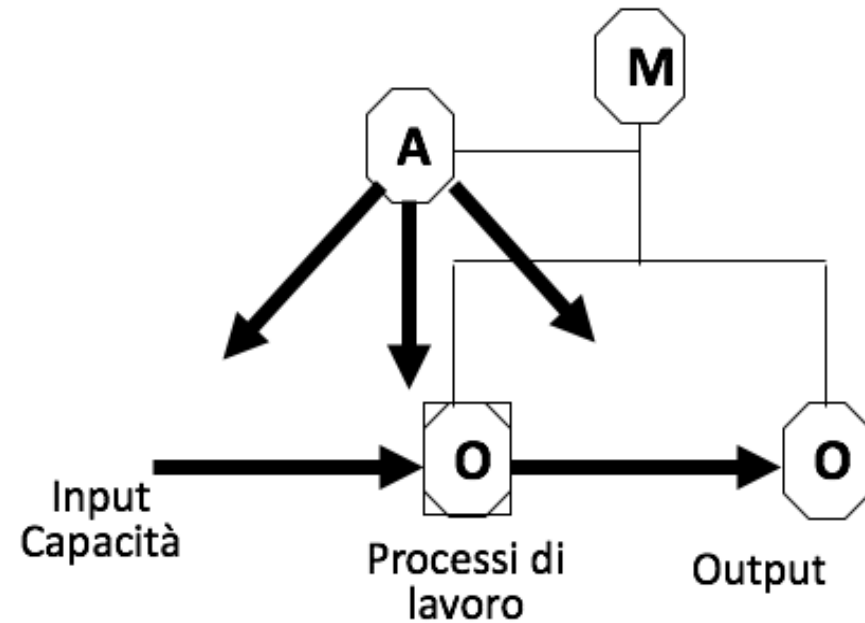 M
A
O
O
Input
Capacità
Processi di
lavoro
Output